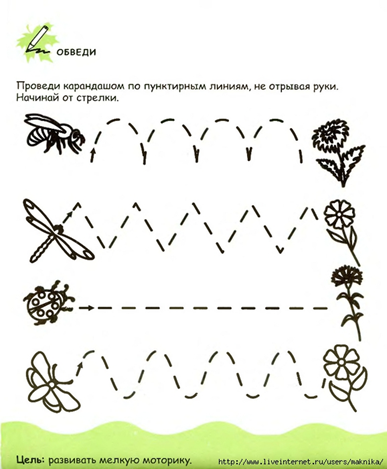 ОБВЕДИ
Проведи карандашом по пунктирным линиям, не отрывая руки.
Начинай от стрелки.
Цель: развивать мелкую моторику.
http://www.liveinternet.ru/users/maknika/